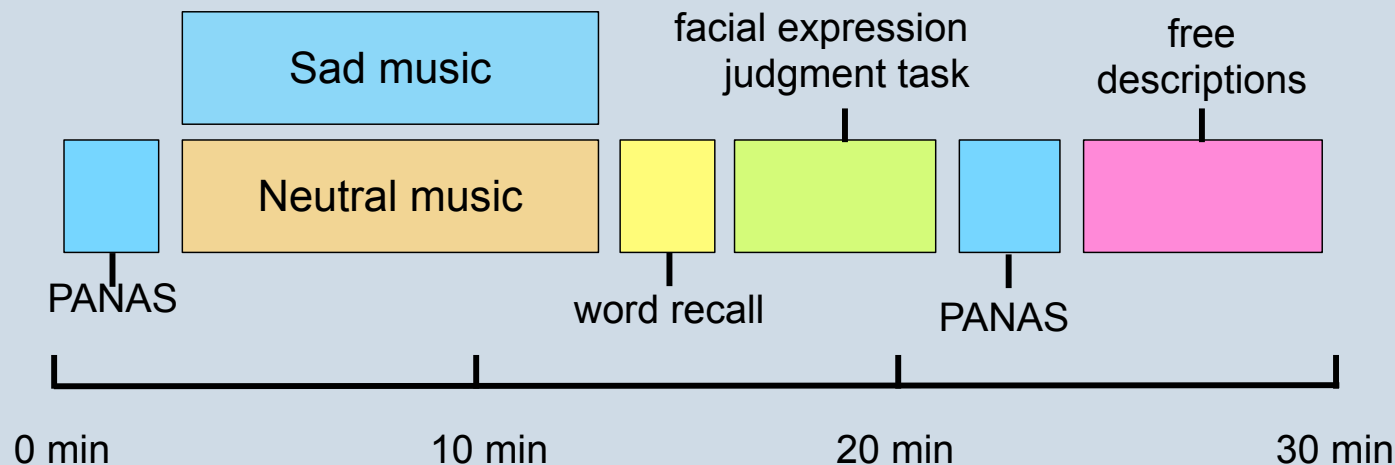 Sad music
facial expression
judgment task
free
descriptions
Neutral music
PANAS
word recall
PANAS
0 min
10 min
20 min
30 min